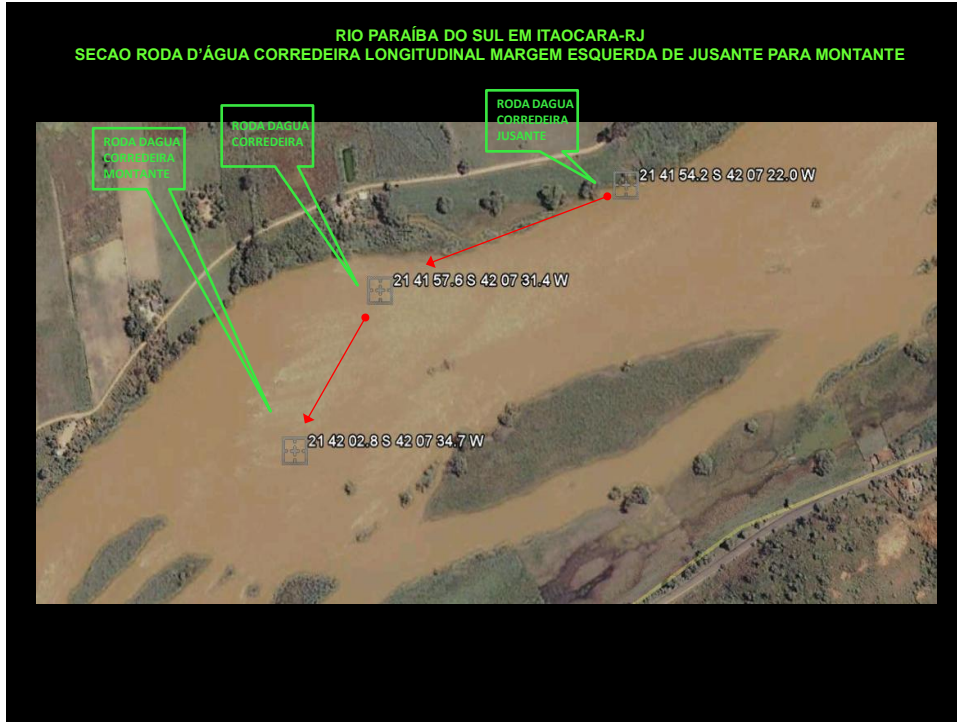 RIO PARAÍBA DO SUL EM ITAOCARA-RJ
SECAO RODA D'ÁGUA CORREDEIRA LONGITUDINAL MARGEM ESQUERDA DE JUSANTE PARA MONTANTE
RODA DAGUA
CORREDEIRA
JUSANTE
RODA DAGUA
CORREDEIRA
RODA DAGUA
CORREDEIRA
MONTANTE
21 41 54.2 S 42 07 22.0 W
21 41 57.6 S 42 07 31.4 W
21 42 02.8 S 42 07 34.7 W